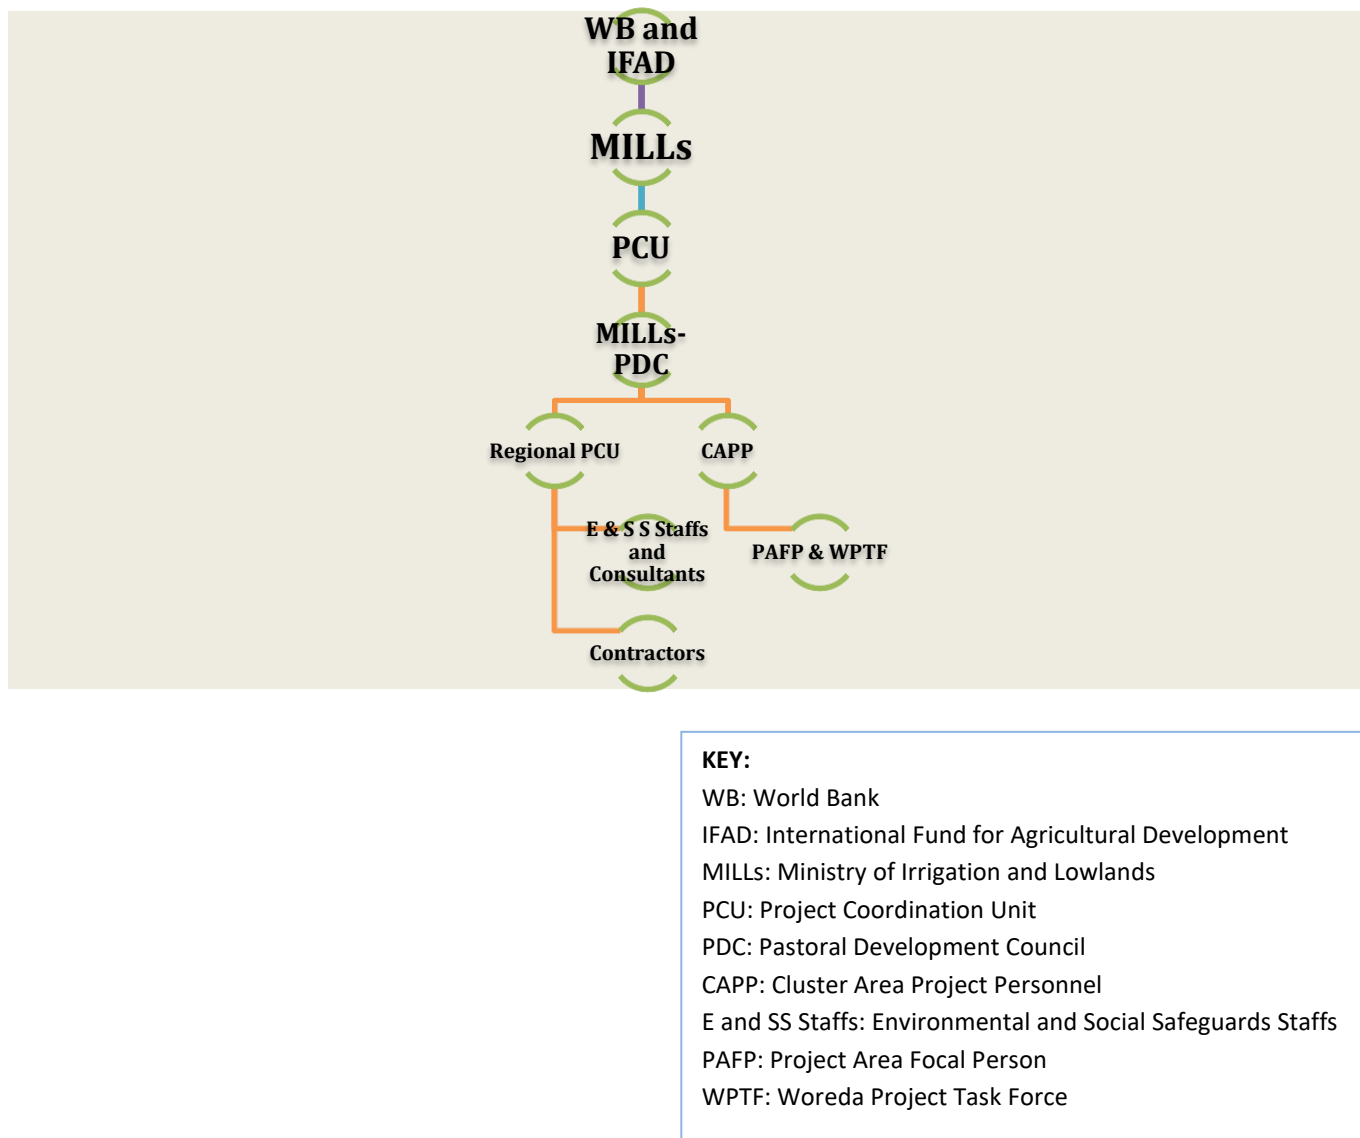 WB and
IFAD
MILLs
PCU
MILLs-
PDC
Regional PCU
CAPP
E & S S Staffs
and
Consultants
PAFP & WPTF
Contractors
KEY:
WB: World Bank
IFAD: International Fund for Agricultural Development
MILLs: Ministry of Irrigation and Lowlands
PCU: Project Coordination Unit
PDC: Pastoral Development Council
CAPP: Cluster Area Project Personnel
E and SS Staffs: Environmental and Social Safeguards Staffs
PAFP: Project Area Focal Person
WPTF: Woreda Project Task Force